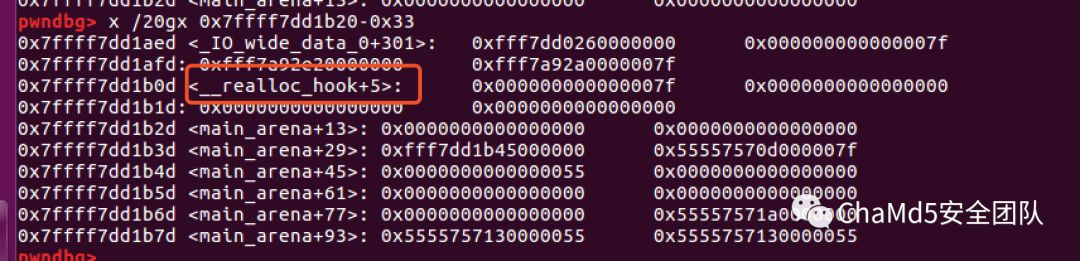 0x7ffff7dd1b2d <main_arena+13>: 0x0000000000000000 0x0000000000000000
pwndbg> x /20gx 0x7ffff7dd1b20-0x33
0x7ffff7dd1aed <_IO_wide_data_0+301>: 0xfff7dd0260000000 0x000000000000007f
0x7ffff7dd1afd: 0xfff7a92e20000000 0xfff7a92a0000007f
0x7ffff7dd1b0d <__realloc_hook+5>: 0x000000000000007f 0x0000000000000000
0x7ffff7dd1b1d: 0x0000000000000000 0x0000000000000000
0x7ffff7dd1b2d <main_arena+13>: 0x0000000000000000 0x0000000000000000
0x7ffff7dd1b3d <main_arena+29>: 0xfff7dd1b45000000 0x55557570d000007f
0x7ffff7dd1b4d <main_arena+45>: 0x0000000000000055 0x0000000000000000
0x7ffff7dd1b5d <main_arena+61>: 0x0000000000000000 0x0000000000000000
0x7ffff7dd1b6d <main_arena+77>: 0x0000000000000000
0x7ffff7dd1b7d <main_arena+93>: 0x5555757130000055 0x5555757130000055
ChaMd5安全团队
pwndbg>